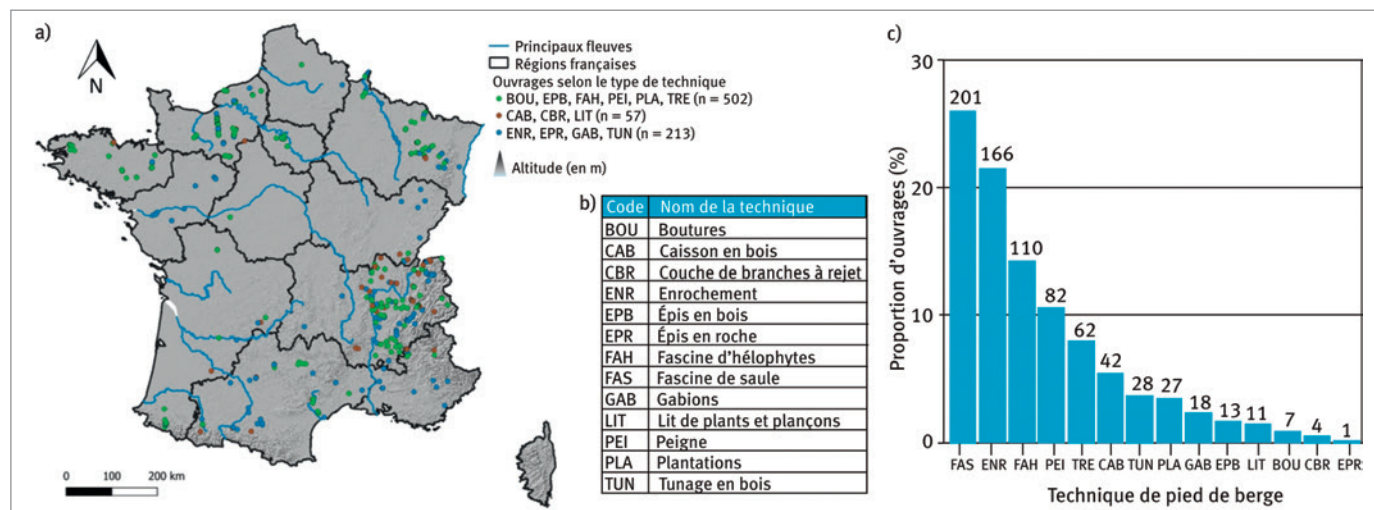 a)
N
Principaux fleuves
Régions françaises
Ouvrages selon le type de technique
BOU, EPB, FAH, PEI, PLA, TRE (n = 502)
CAB, CBR, LIT (n = 57)
ENR, EPR, GAB, TUN (n = 213)
Altitude (en m)
0 100 200 km
b)
Code Nom de la technique
BOU Boutures
CAB Caisson en bois
CBR Couche de branches à rejet
ENR Enrochement
EPB Épis en bois
EPR Épis en roche
FAH Fascine d'hélophytes
FAS Fascine de saule
GAB Gabions
LIT Lit de plants et plançons
PEI Peigne
PLA Plantations
TUN Tunage en bois
c)
Proportion d'ouvrages (%)
30
20
10
0
201
166
110
82
62
42
28
27
18
13
11
7
4
1
FAS ENR FAH PEI TRE CAB TUN PLA GAB EPB LIT BOU CBR EPR
Technique de pied de berge